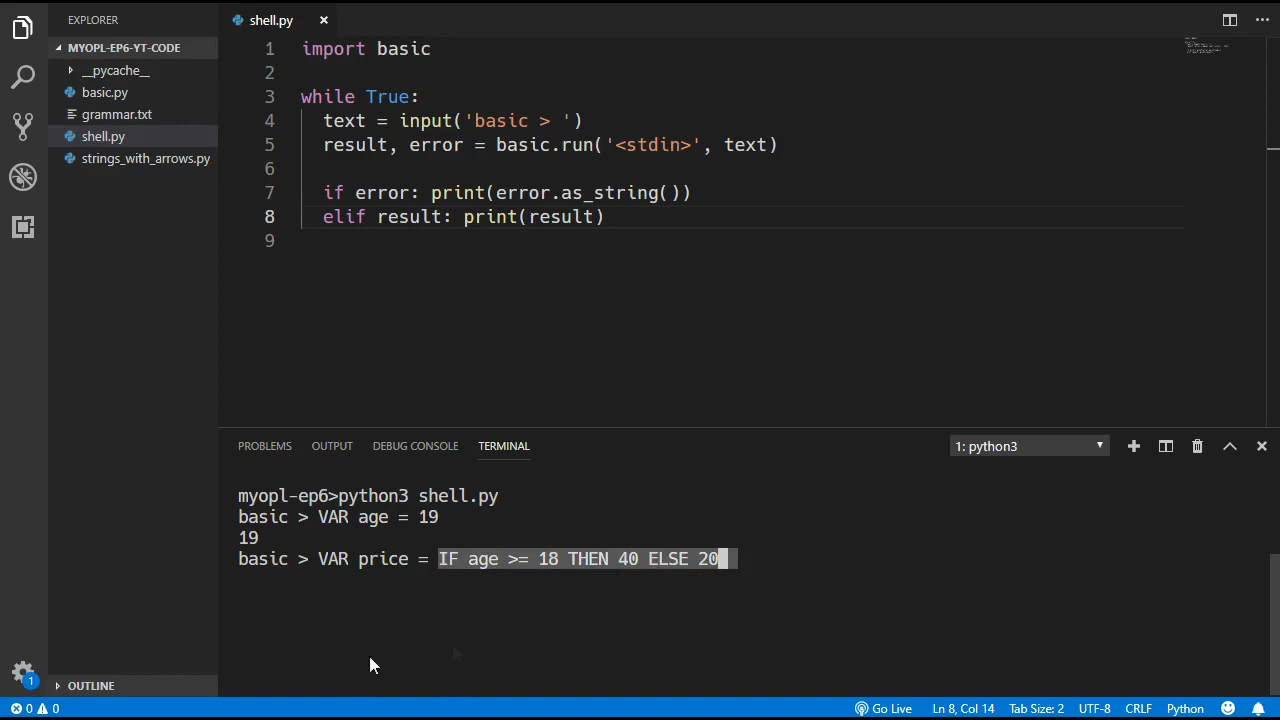 EXPLORER
MYOPL-EP6-YT-CODE
__pycache__
basic.py
grammar.txt
shell.py
strings_with_arrows.py
OUTLINE
1
shell.py
1 import basic
2
3 while True:
4 text = input('basic > ')
5 result, error = basic.run('<stdin>', text)
6
7 if error: print(error.as_string())
8 elif result: print(result)
9
PROBLEMS OUTPUT DEBUG CONSOLE TERMINAL 1: python3
myopl-ep6>python3 shell.py
basic > VAR age = 19
19
basic > VAR price = IF age >= 18 THEN 40 ELSE 20
0 0 Go Live Ln 8, Col 14 Tab Size: 2 UTF-8 CRLF Python